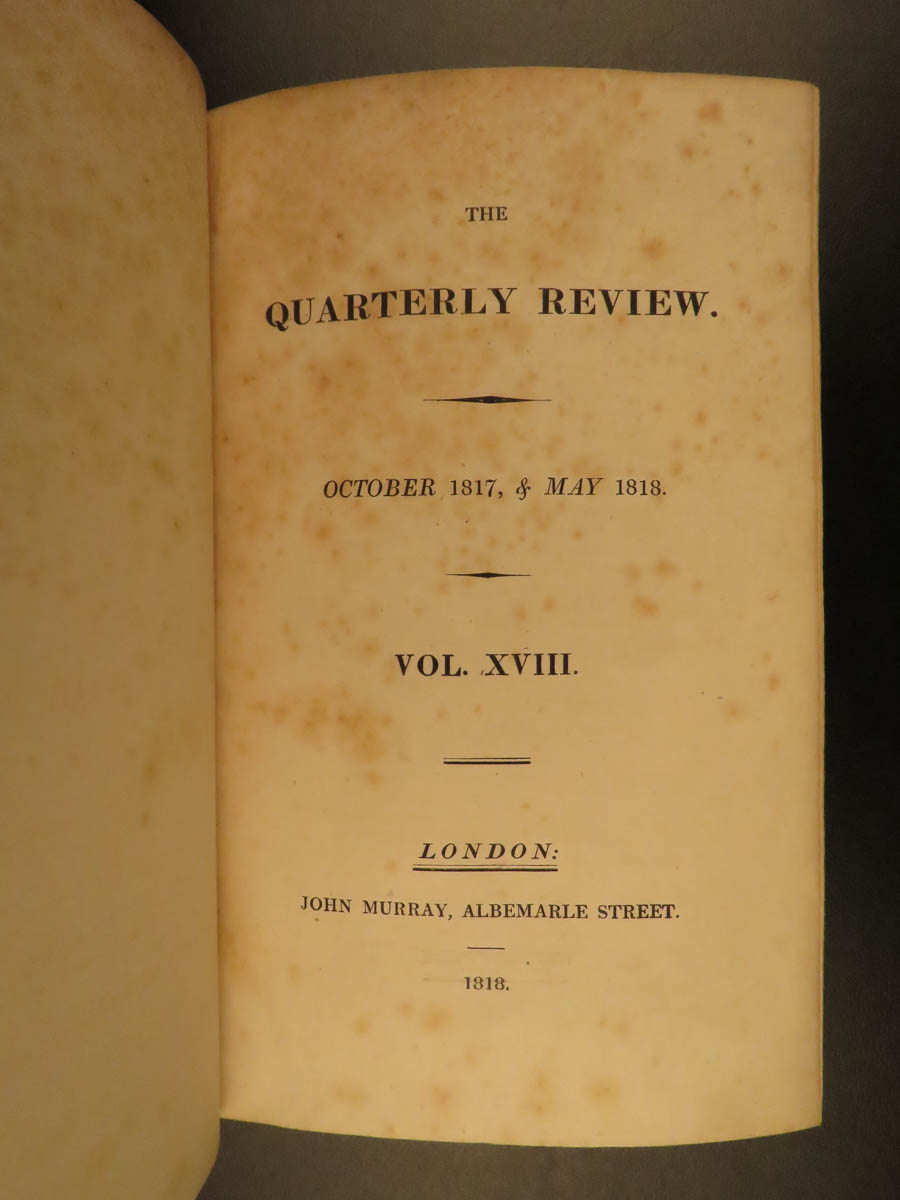 THE
QUARTERLY REVIEW.
OCTOBER 1817, & MAY 1818.
VOL. XVIII.
LONDON:
JOHN MURRAY, ALBEMARLE STREET.
1818.